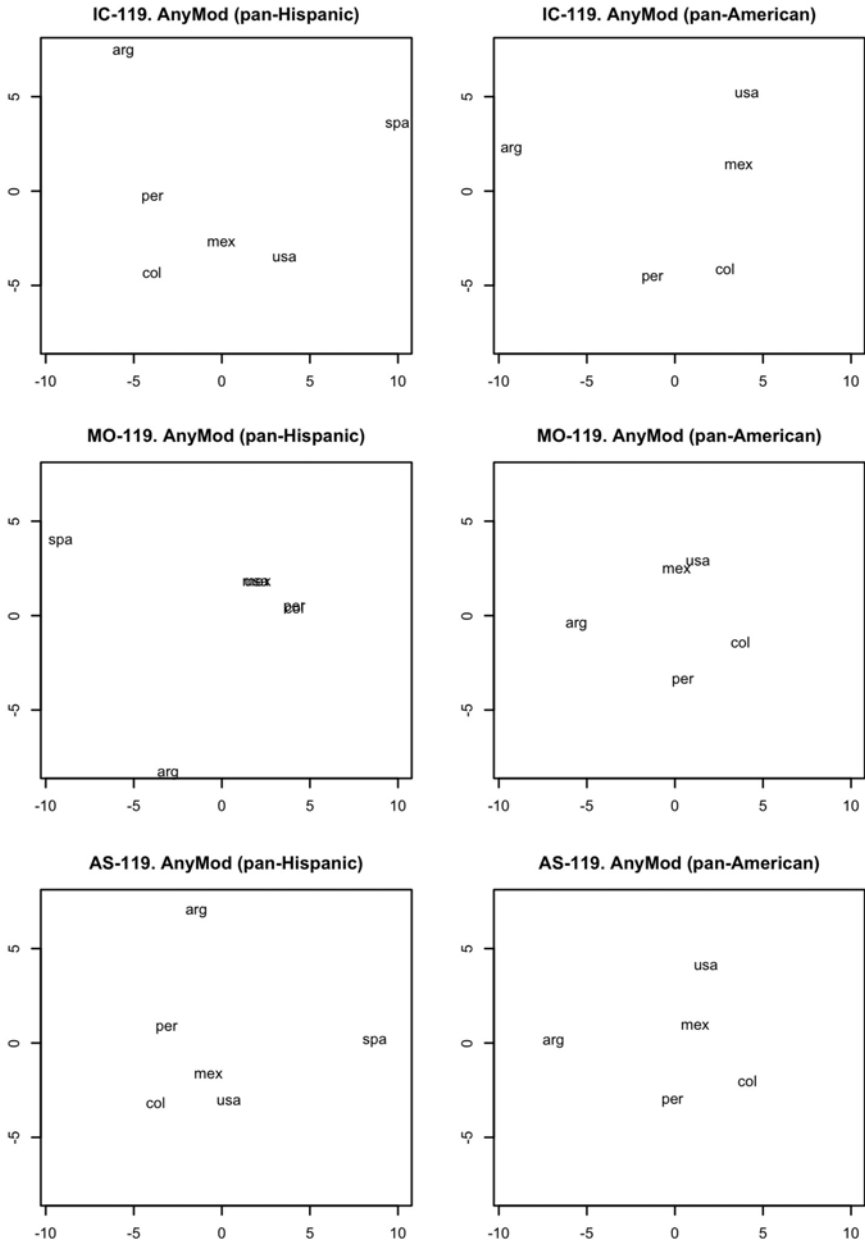 IC-119. AnyMod (pan-Hispanic)
arg
spa
per
mex
usa
col
5
0
-5
-10 -5 0 5 10
IC-119. AnyMod (pan-American)
usa
arg
mex
per
col
5
0
-5
-10 -5 0 5 10
MO-119. AnyMod (pan-Hispanic)
spa
usa
mex
per
col
arg
5
0
-5
-10 -5 0 5 10
MO-119. AnyMod (pan-American)
usa
mex
arg
col
per
5
0
-5
-10 -5 0 5 10
AS-119. AnyMod (pan-Hispanic)
arg
per
spa
mex
col
usa
5
0
-5
-10 -5 0 5 10
AS-119. AnyMod (pan-American)
usa
mex
arg
col
per
5
0
-5
-10 -5 0 5 10